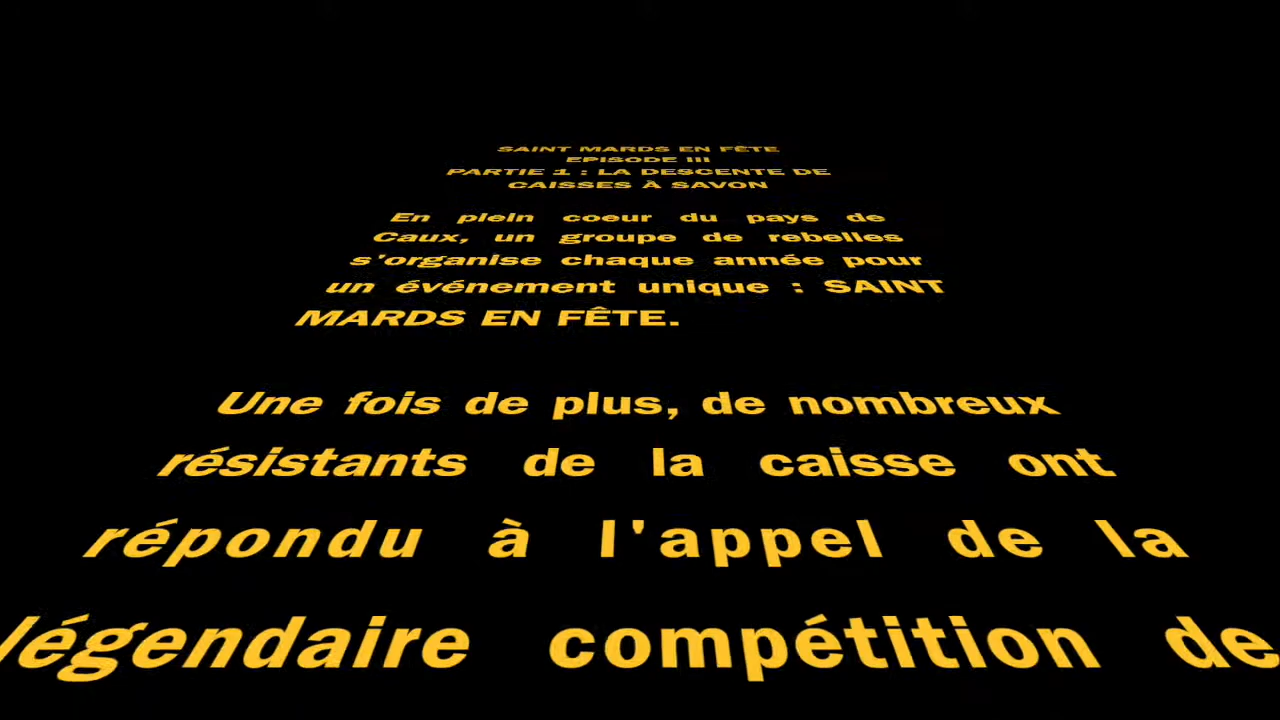 SAINT MARDS EN FÊTE
EPISODE III
PARTIE 1 : LA DESCENTE DE
CAISSES À SAVON
En plein coeur du pays de
Caux, un groupe de rebelles
s'organise chaque année pour
un événement unique : SAINT
MARDS EN FÊTE.
Une fois de plus, de nombreux
résistants de la caisse ont
répondu à l'appel de la
légendaire compétition de